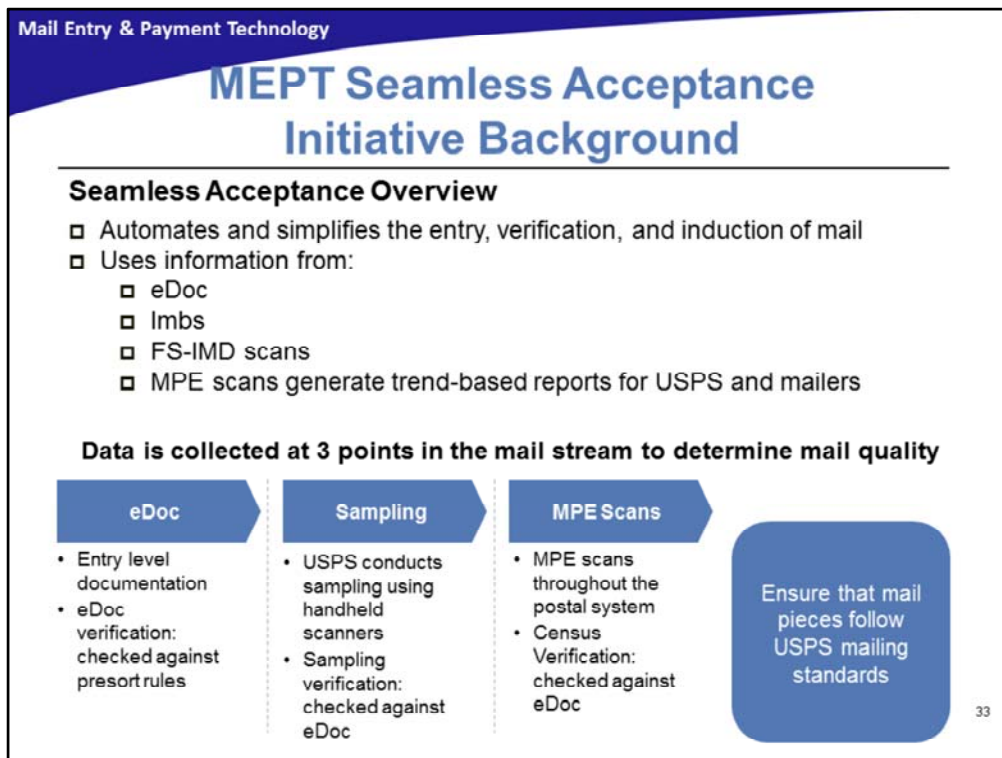 Mail Entry & Payment Technology
MEPT Seamless Acceptance
Initiative Background
Seamless Acceptance Overview
Automates and simplifies the entry, verification, and induction of mail
Uses information from:
eDoc
Imbs
FS-IMD scans
MPE scans generate trend-based reports for USPS and mailers
Data is collected at 3 points in the mail stream to determine mail quality
eDoc
• Entry level
documentation
• eDoc
verification:
checked against
presort rules
Sampling
• USPS conducts
sampling using
handheld
scanners
• Sampling
verification:
checked against
eDoc
MPE Scans
• MPE scans
throughout the
postal system
• Census
Verification:
checked against
eDoc
Ensure that mail
pieces follow
USPS mailing
standards
33